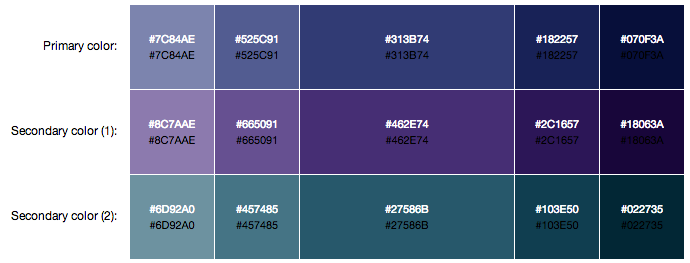 Primary color:
#7C84AE #525C91 #313B74 #182257 #070F3A
#7C84AE #525C91 #313B74 #182257 #070F3A
Secondary color (1):
#8C7AAE #665091 #462E74 #2C1657 #18063A
#8C7AAE #665091 #462E74 #2C1657 #18063A
Secondary color (2):
#6D92A0 #457485 #27586B #103E50 #022735
#6D92A0 #457485 #27586B #103E50 #022735